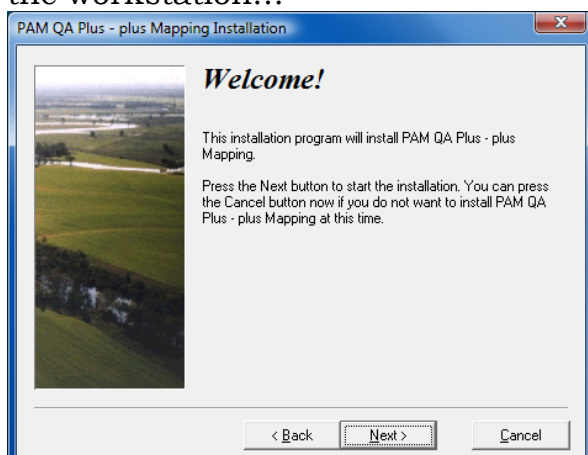 the workstation...
PAM QA Plus - plus Mapping Installation
Welcome!
This installation program will install PAM QA Plus - plus
Mapping.
Press the Next button to start the installation. You can press
the Cancel button now if you do not want to install PAM QA
Plus - plus Mapping at this time.
< Back Next > Cancel